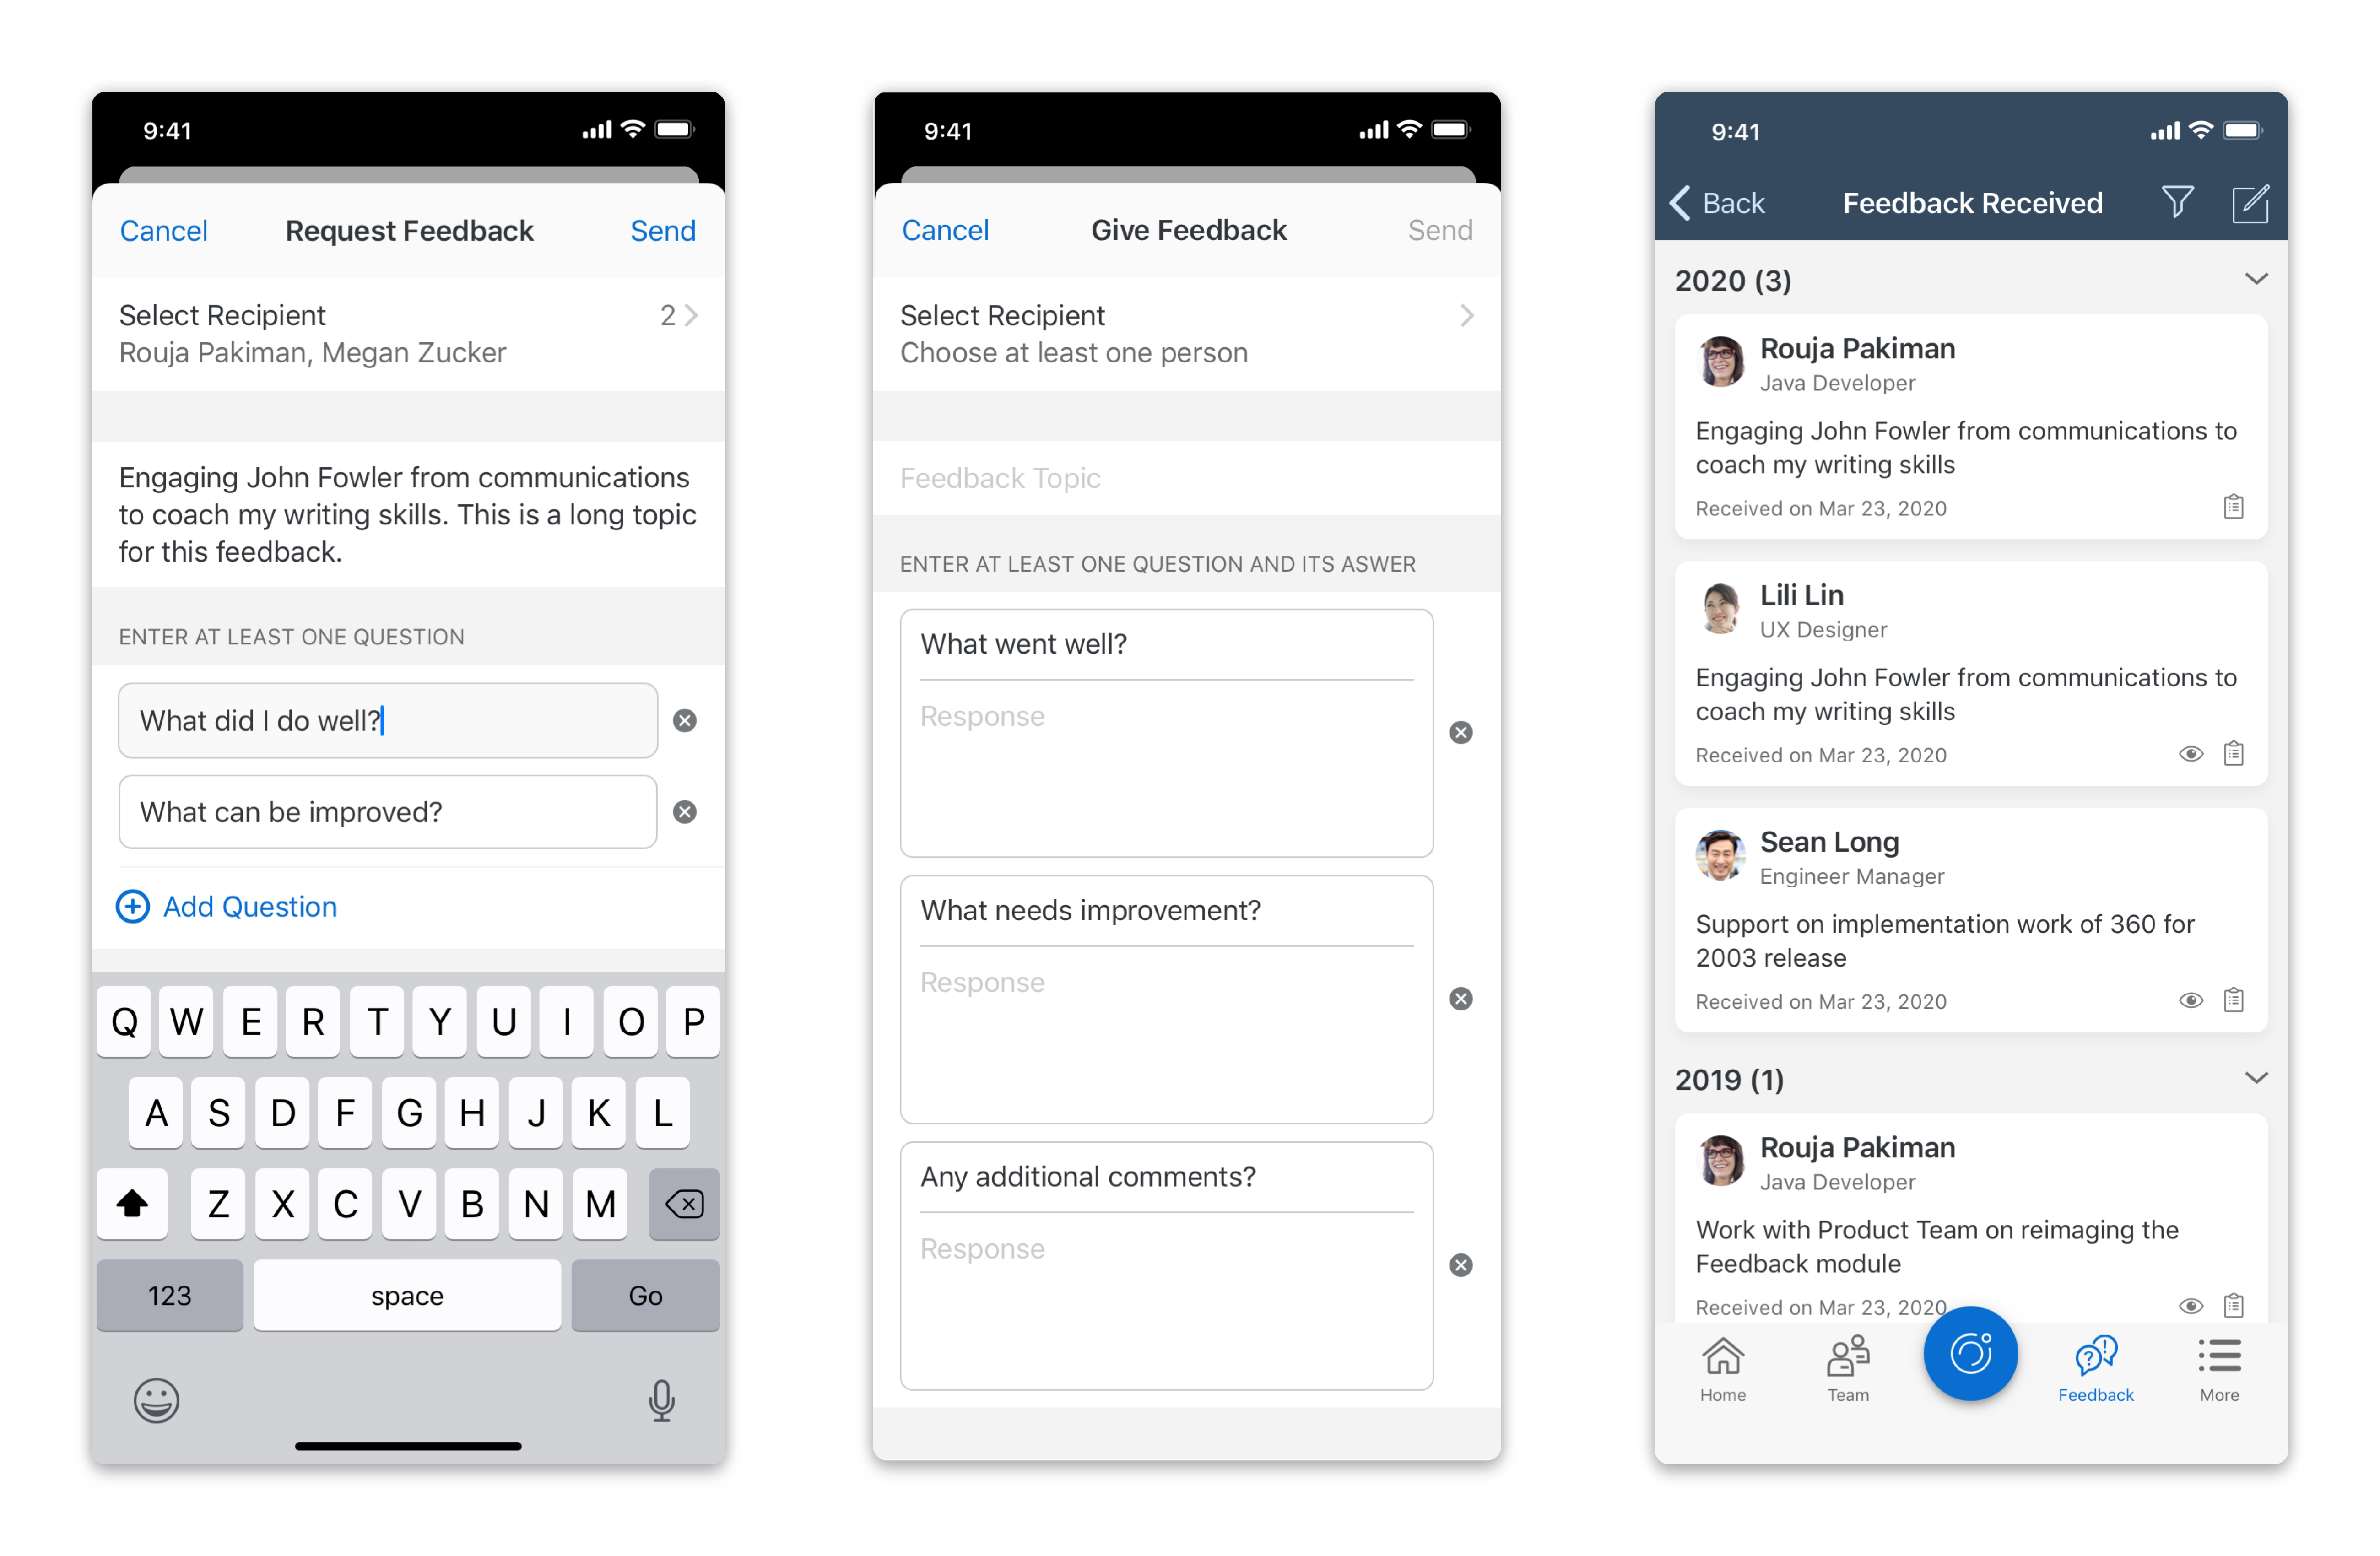 9:41
Cancel
Request Feedback
Send
Select Recipient
2
Rouja Pakiman, Megan Zucker
Engaging John Fowler from communications
to coach my writing skills. This is a long topic
for this feedback.
ENTER AT LEAST ONE QUESTION
What did I do well?
What can be improved?
Add Question
Q W E R T Y U I O P
A S D F G H J K L
Z X C V B N M
123
space
Go
9:41
Cancel
Give Feedback
Send
Select Recipient
Choose at least one person
Feedback Topic
ENTER AT LEAST ONE QUESTION AND ITS ASWER
What went well?
Response
What needs improvement?
Response
Any additional comments?
Response
9:41
Back
Feedback Received
2020 (3)
Rouja Pakiman
Java Developer
Engaging John Fowler from communications to
coach my writing skills
Received on Mar 23, 2020
Lili Lin
UX Designer
Engaging John Fowler from communications to
coach my writing skills
Received on Mar 23, 2020
Sean Long
Engineer Manager
Support on implementation work of 360 for
2003 release
Received on Mar 23, 2020
2019 (1)
Rouja Pakiman
Java Developer
Work with Product Team on reimaging the
Feedback module
Received on Mar 23, 2020
Home
Team
Feedback
More